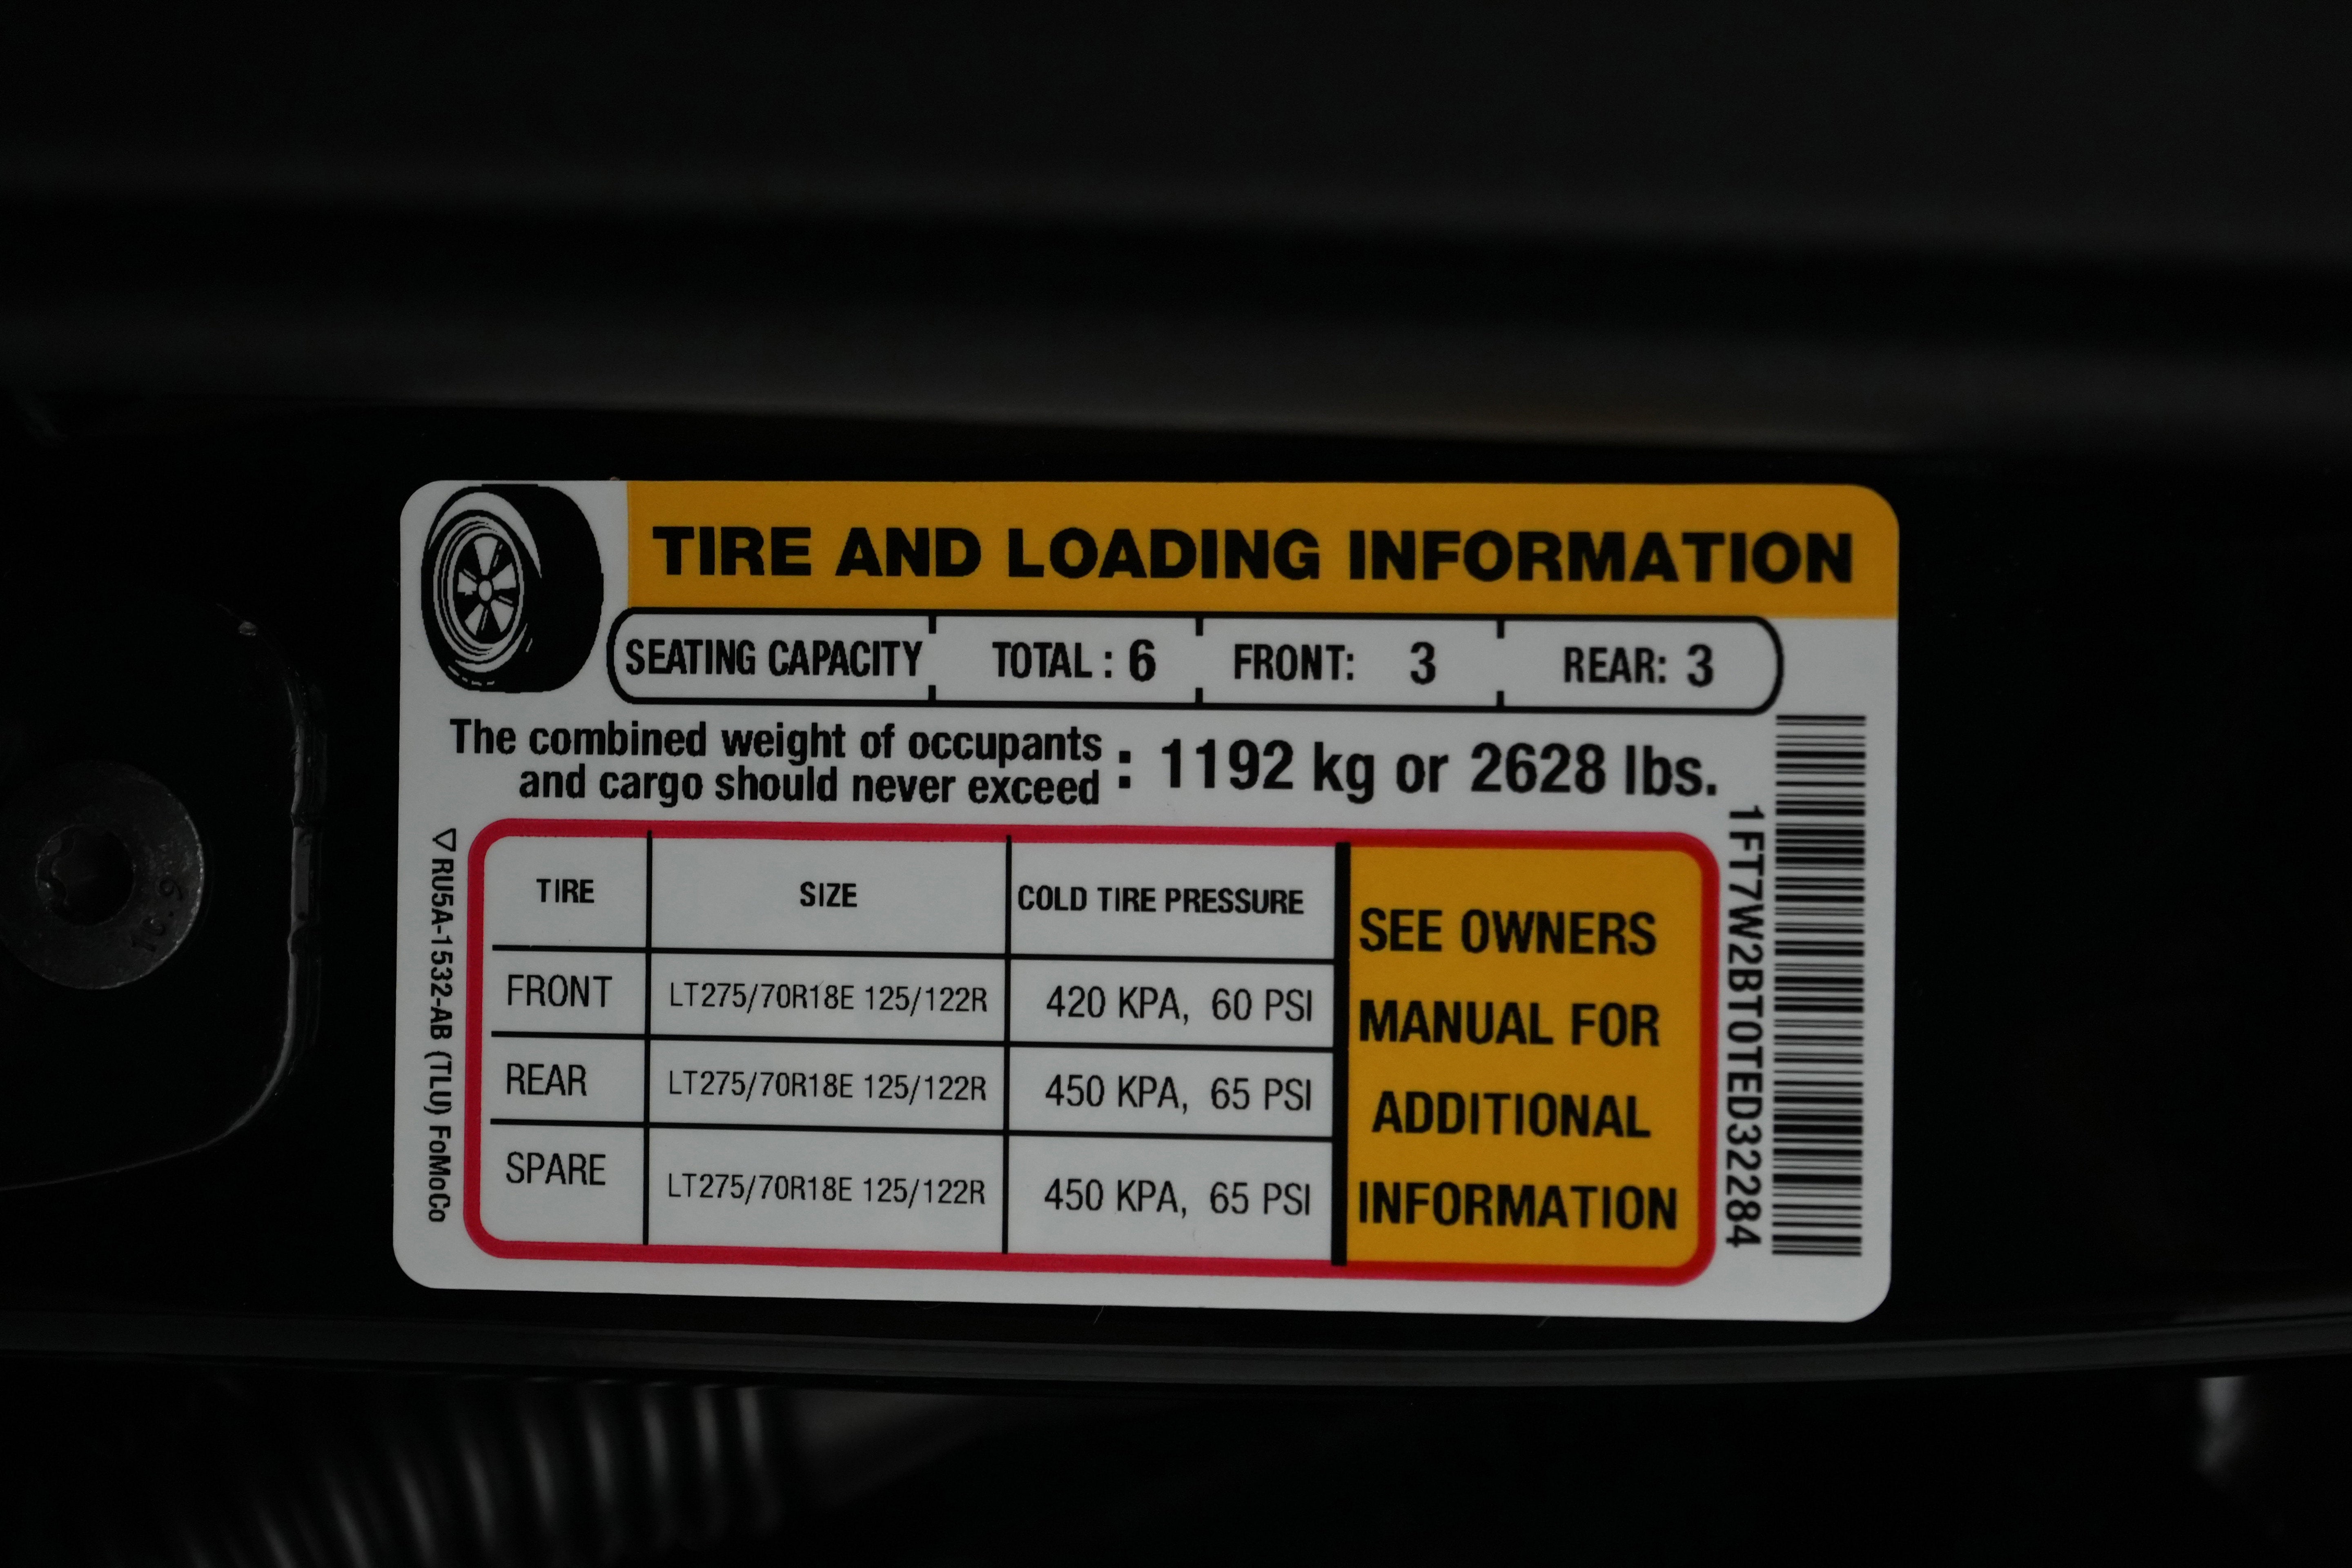 TIRE AND LOADING INFORMATION
SEATING CAPACITY TOTAL : 6 FRONT: 3 REAR: 3
The combined weight of occupants
and cargo should never exceed : 1192 kg or 2628 lbs.
TIRE SIZE COLD TIRE PRESSURE
FRONT LT275/70R18E 125/122R 420 KPA, 60 PSI
REAR LT275/70R18E 125/122R 450 KPA, 65 PSI
SPARE LT275/70R18E 125/122R 450 KPA, 65 PSI
SEE OWNERS
MANUAL FOR
ADDITIONAL
INFORMATION
1FT7W2BT0TED32284
RU5A-1532-AB (TLU) FoMoCo
10.9